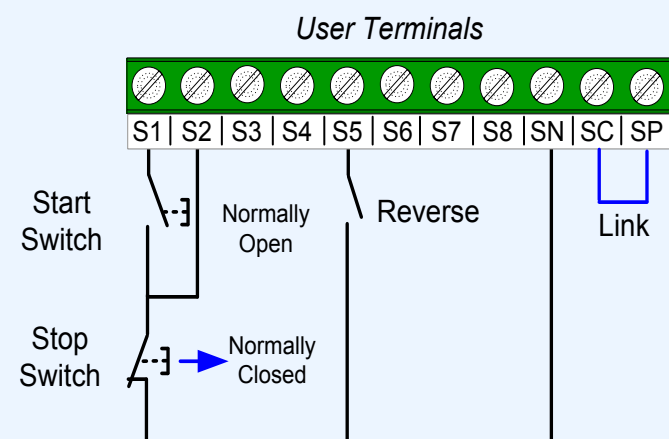 User Terminals
S1 | S2 | S3 | S4 | S5 | S6 | S7 | S8 | SN | SC | SP
Start
Switch
Normally
Open
Reverse
Link
Stop
Switch
Normally
Closed